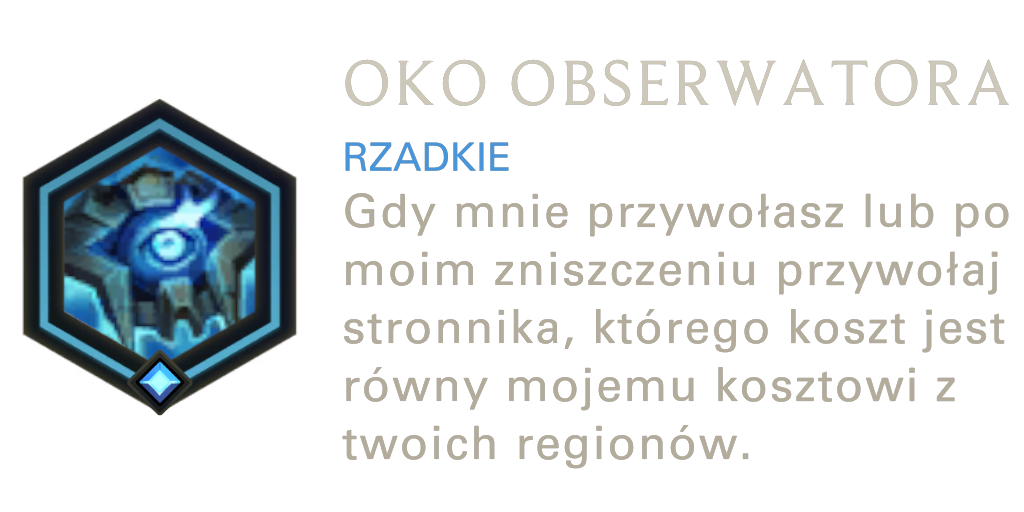 OKO OBSERWATORA
RZADKIE
Gdy mnie przywołasz lub po
moim zniszczeniu przywołaj
stronnika, którego koszt jest
równy mojemu kosztowi z
twoich regionów.